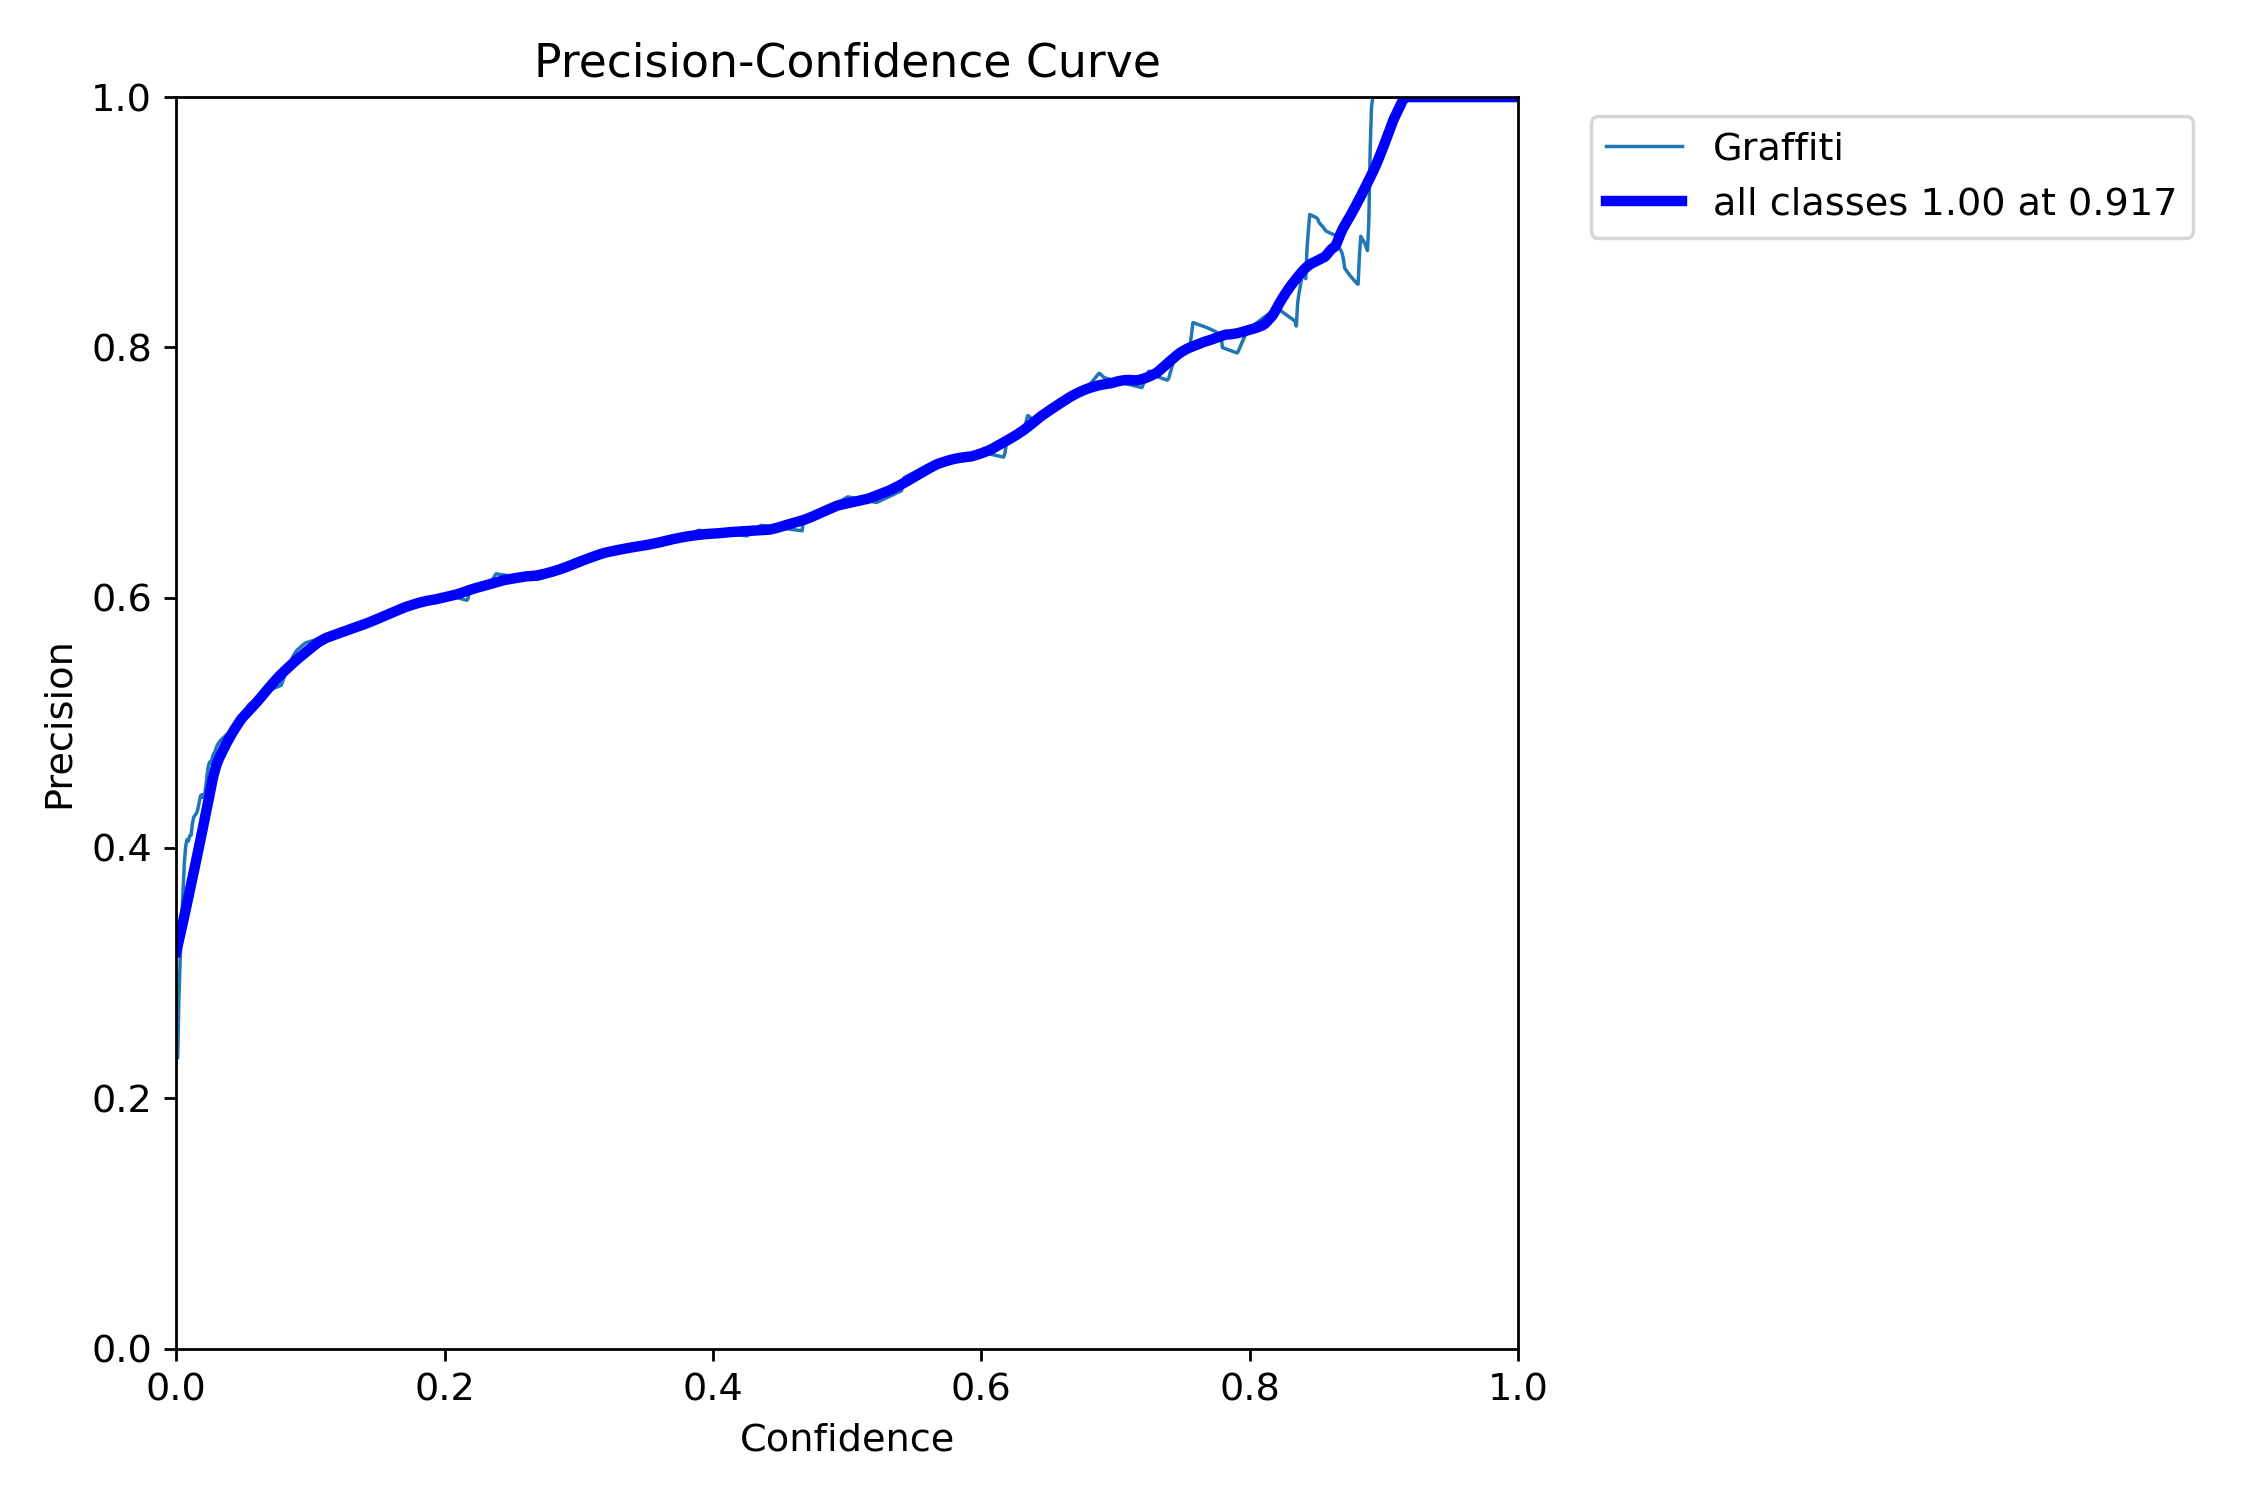 Precision-Confidence Curve
1.0
0.8
0.6
0.4
0.2
0.0
Precision
0.0 0.2 0.4 0.6 0.8 1.0
Confidence
Graffiti
all classes 1.00 at 0.917